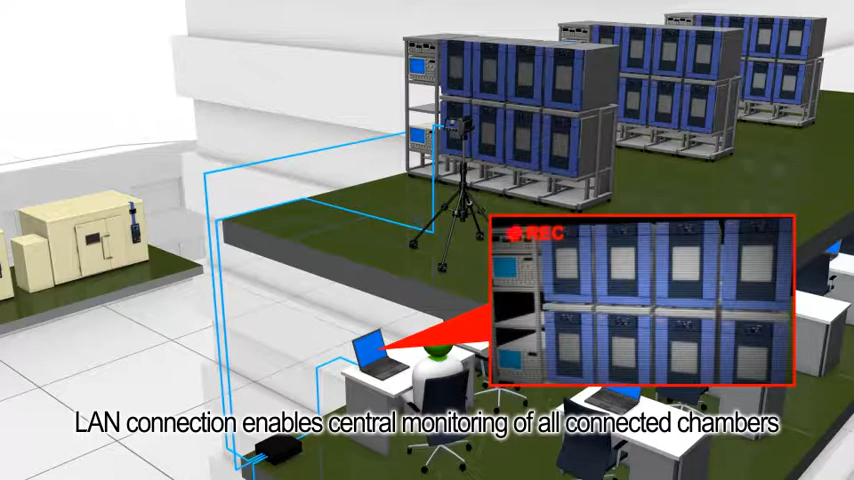 REC
LAN connection enables central monitoring of all connected chambers